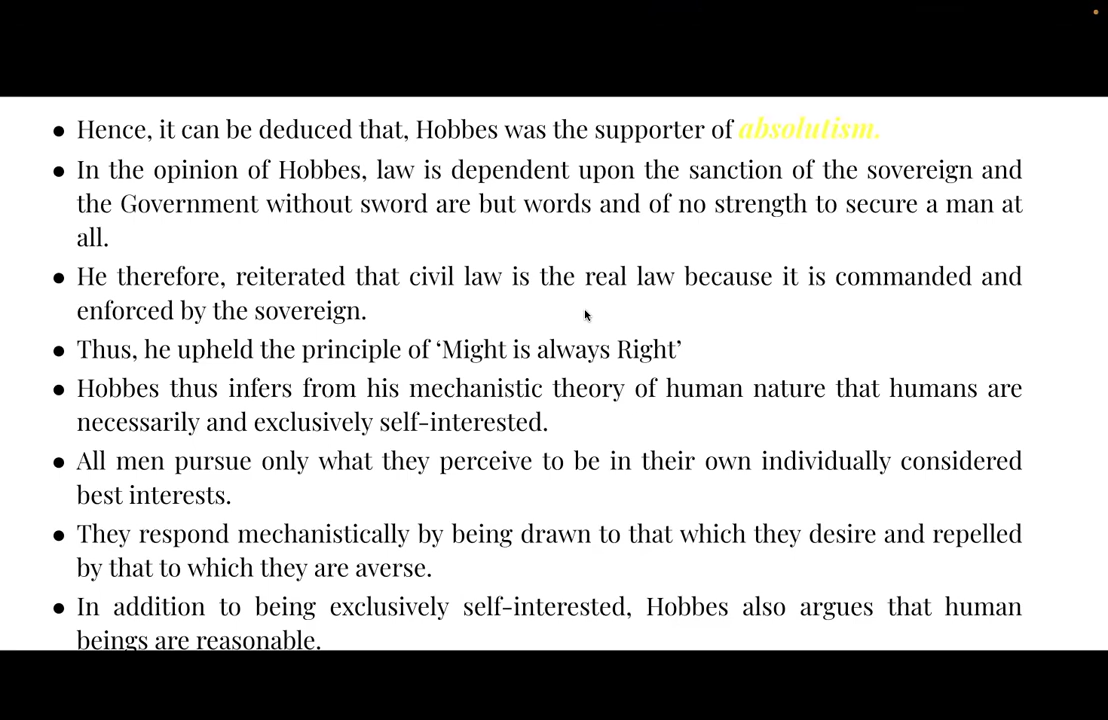 ● Hence, it can be deduced that, Hobbes was the supporter of absolutism.
● In the opinion of Hobbes, law is dependent upon the sanction of the sovereign and
the Government without sword are but words and of no strength to secure a man at
all.
● He therefore, reiterated that civil law is the real law because it is commanded and
enforced by the sovereign.
● Thus, he upheld the principle of ‘Might is always Right’
● Hobbes thus infers from his mechanistic theory of human nature that humans are
necessarily and exclusively self-interested.
● All men pursue only what they perceive to be in their own individually considered
best interests.
● They respond mechanistically by being drawn to that which they desire and repelled
by that to which they are averse.
● In addition to being exclusively self-interested, Hobbes also argues that human
beings are reasonable.